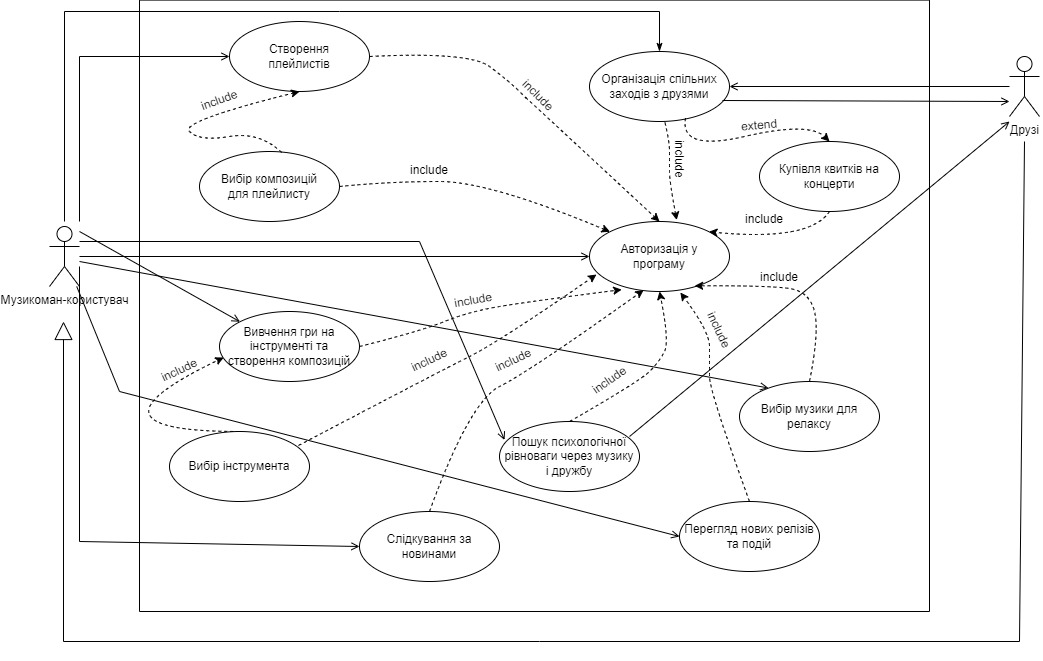 Створення
плейлистів
Організація спільних
заходів з друзями
Друзі
include
include
include
extend
Вибір композицій
для плейлисту
include
Купівля квитків на
концерти
include
Авторизація у
програму
include
Музикоман-користувач
include
Вивчення гри на
інструменті та
створення композицій
include
include
include
include
include
Вибір музики для
релаксу
Вибір інструмента
Пошук психологічної
рівноваги через музику
і дружбу
Слідкування за
новинами
Перегляд нових релізів
та подій